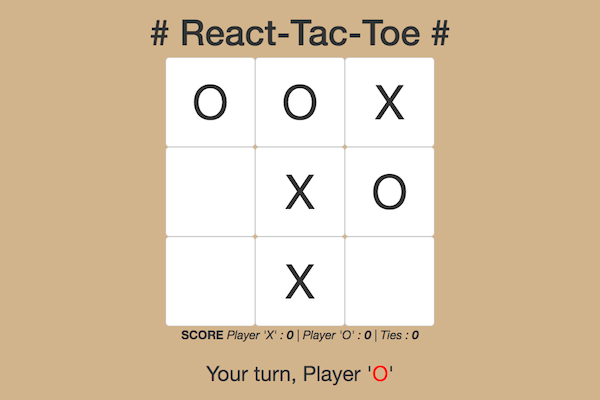 # React-Tac-Toe #
O O X
X O
X
SCORE Player 'X' : 0 | Player 'O' : 0 | Ties : 0
Your turn, Player 'O'